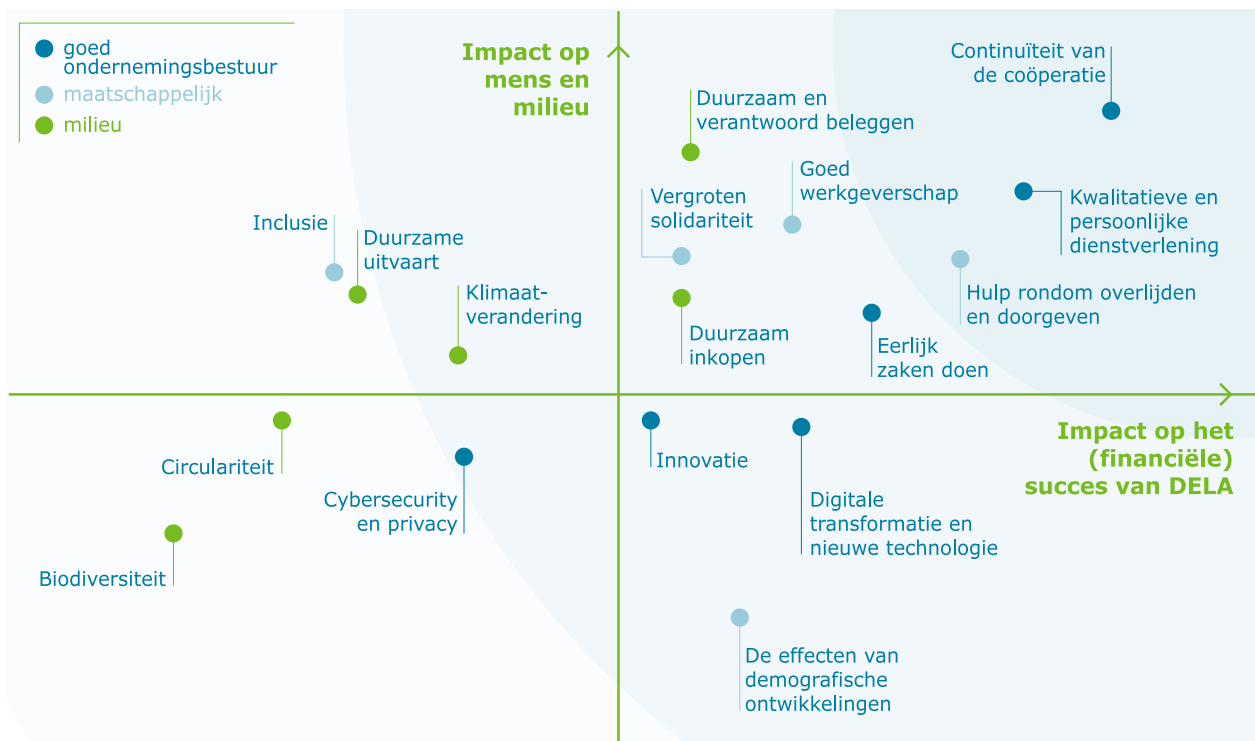 goed
ondernemingsbestuur
maatschappelijk
milieu
Impact op
mens en
milieu
Continuïteit van
de coöperatie
Duurzaam en
verantwoord beleggen
Goed
werkgeverschap
Vergroten
solidariteit
Kwalitatieve en
persoonlijke
dienstverlening
Inclusie
Duurzame
uitvaart
Klimaat-
verandering
Hulp rondom overlijden
en doorgeven
Duurzaam
inkopen
Eerlijk
zaken doen
Impact op het
(financiële)
succes van DELA
Circulariteit
Innovatie
Cybersecurity
en privacy
Digitale
transformatie en
nieuwe technologie
Biodiversiteit
De effecten van
demografische
ontwikkelingen